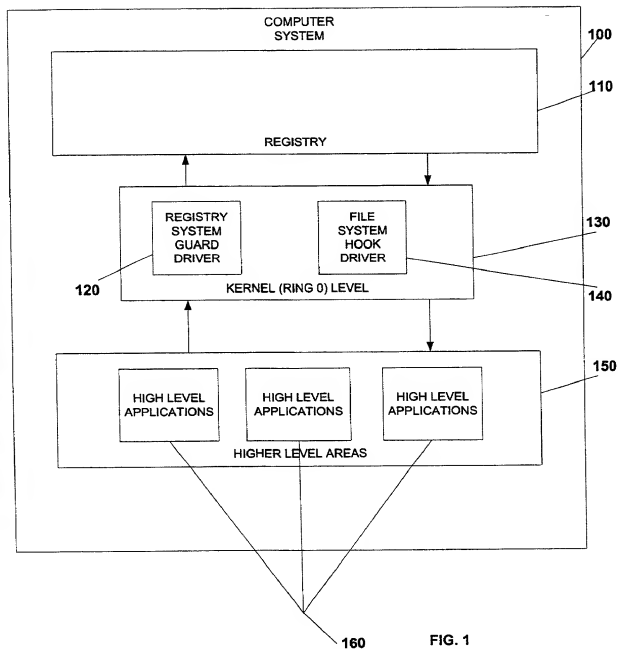 COMPUTER
SYSTEM
100
110
REGISTRY
REGISTRY
SYSTEM
GUARD
DRIVER
FILE
SYSTEM
HOOK
DRIVER
130
120
140
KERNEL (RING 0) LEVEL
150
HIGH LEVEL
APPLICATIONS
HIGH LEVEL
APPLICATIONS
HIGH LEVEL
APPLICATIONS
HIGHER LEVEL AREAS
160
FIG. 1